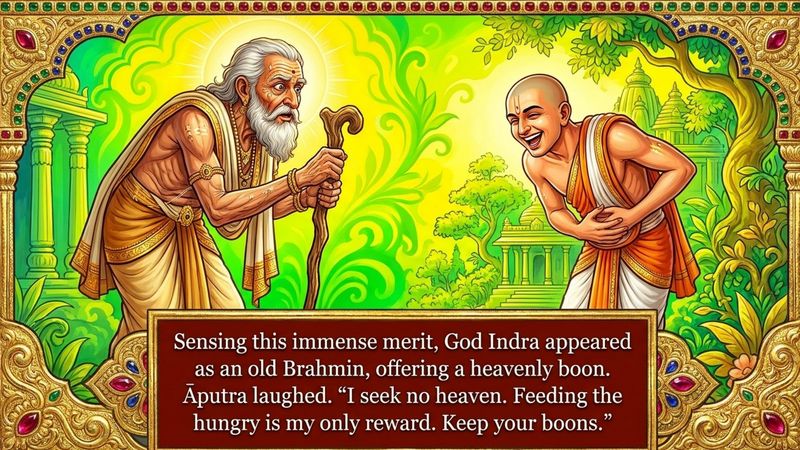 Sensing this immense merit, God Indra appeared
as an old Brahmin, offering a heavenly boon.
Āputra laughed. “I seek no heaven. Feeding the
hungry is my only reward. Keep your boons.”